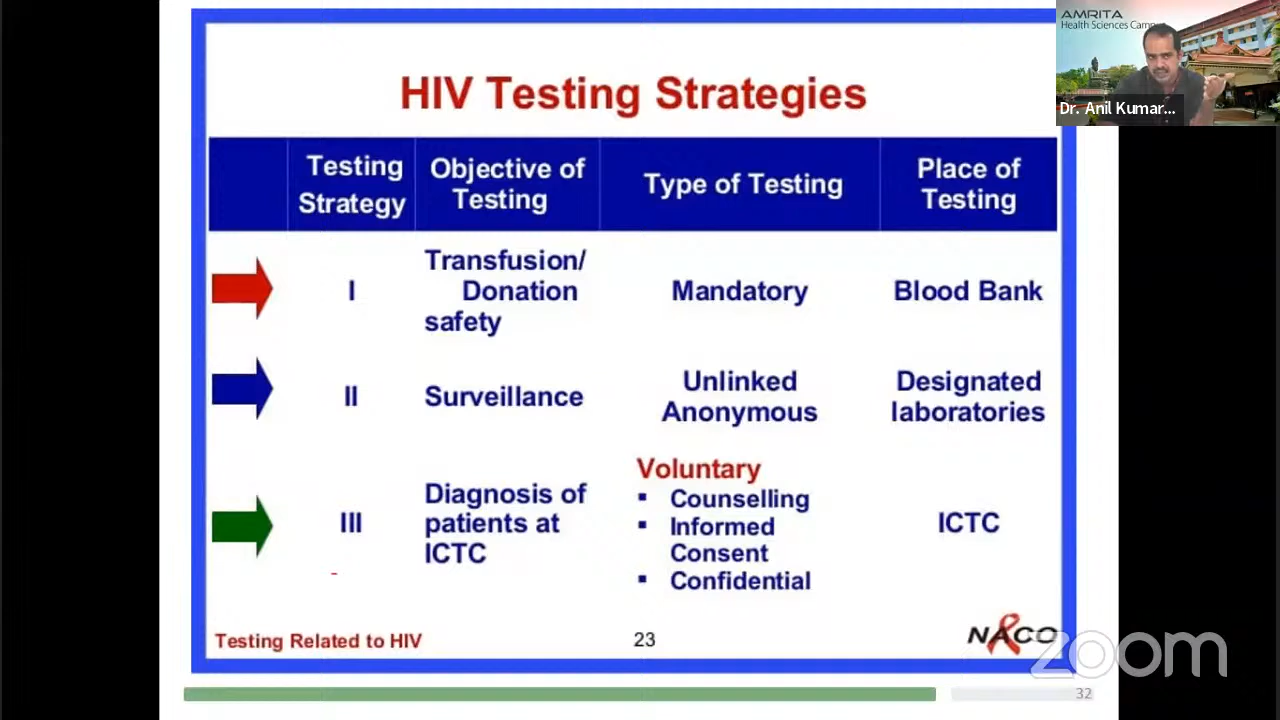 AMRITA
Health Sciences Camp
Dr. Anil Kumar...
HIV Testing Strategies
Testing Strategy
Objective of Testing
Type of Testing
Place of Testing
I
Transfusion/
Donation
safety
Mandatory
Blood Bank
II
Surveillance
Unlinked
Anonymous
Designated
laboratories
III
Diagnosis of
patients at
ICTC
Voluntary
▪ Counselling
▪ Informed
Consent
▪ Confidential
ICTC
Testing Related to HIV
23
NACO
zoom
32